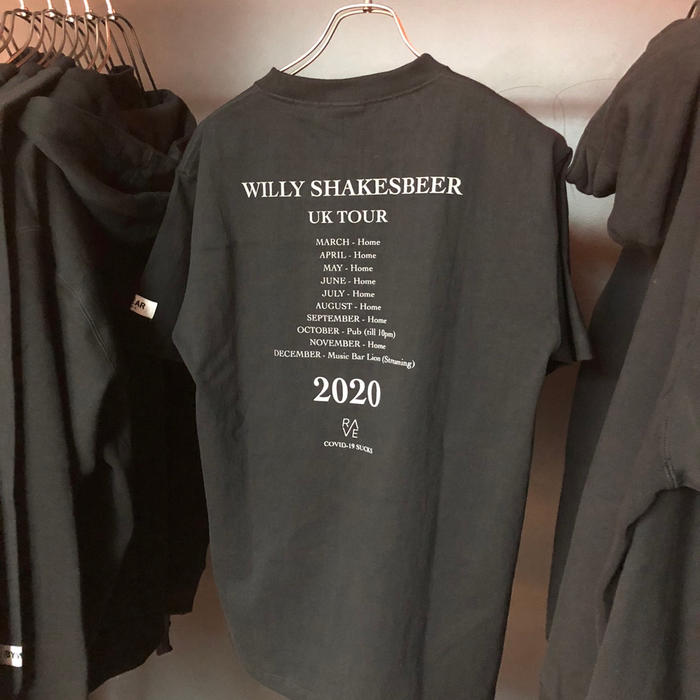 WILLY SHAKESBEER
UK TOUR
MARCH - Home
APRIL - Home
MAY - Home
JUNE - Home
JULY - Home
AUGUST - Home
SEPTEMBER - Home
OCTOBER - Pub (till 10pm)
NOVEMBER - Home
DECEMBER - Music Bar Lion (Streaming)
2020
RA
VE
COVID-19 SUCKS